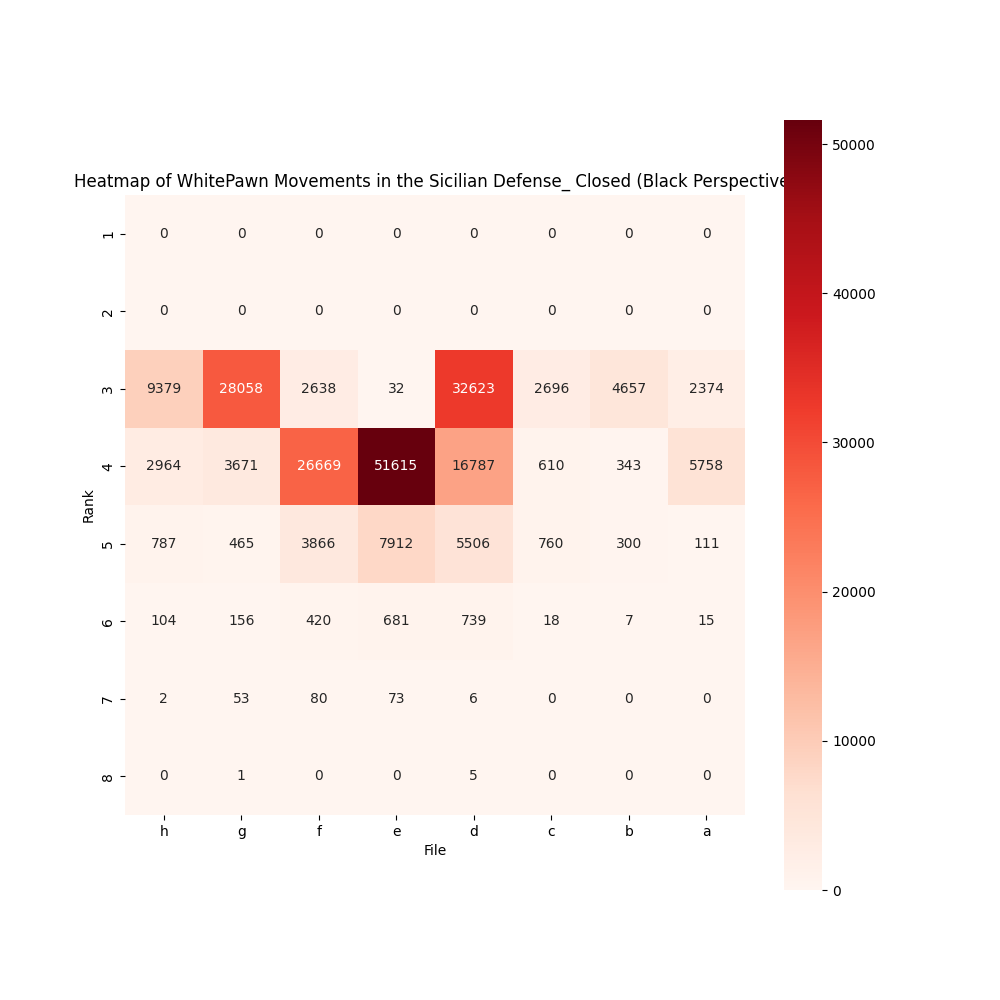 Heatmap of WhitePawn Movements in the Sicilian Defense_ Closed (Black Perspective
1 0 0 0 0 0 0 0 0
2 0 0 0 0 0 0 0 0
3 9379 28058 2638 32 32623 2696 4657 2374
4 2964 3671 26669 51615 16787 610 343 5758
5 787 465 3866 7912 5506 760 300 111
6 104 156 420 681 739 18 7 15
7 2 53 80 73 6 0 0 0
8 0 1 0 0 5 0 0 0
h g f e d c b a
File
Rank
50000
40000
30000
20000
10000
0